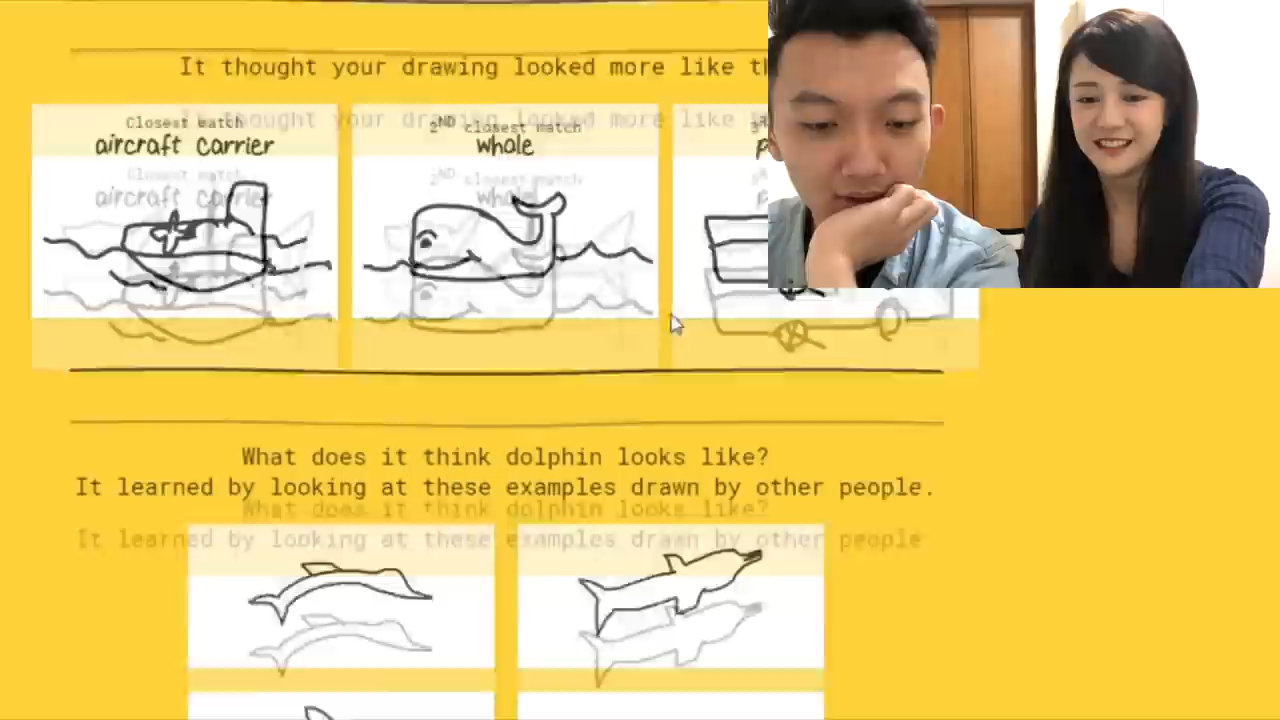 It thought your drawing looked more like
Closest match
aircraft carrier
2ND closest match
whale
What does it think dolphin looks like?
It learned by looking at these examples drawn by other people.